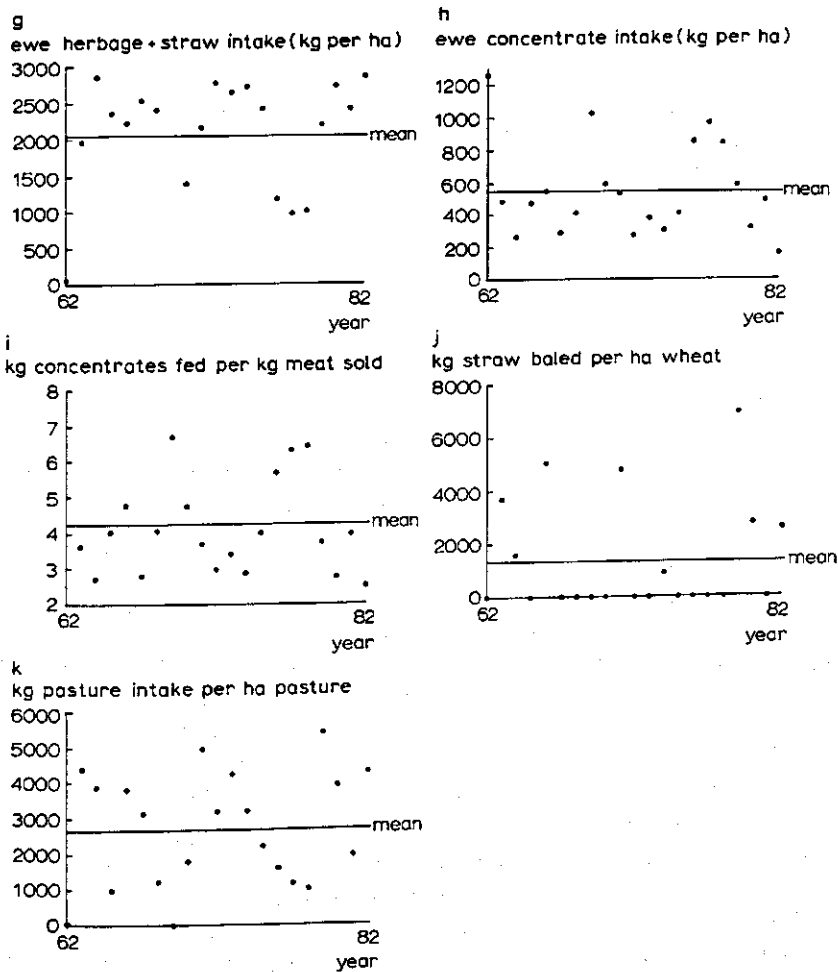 g
ewe herbage + straw intake (kg per ha)
3000
2500
2000
1500
1000
500
0
mean
62
82
year
h
ewe concentrate intake (kg per ha)
1200
1000
800
600
400
200
0
mean
62
82
year
i
kg concentrates fed per kg meat sold
8
7
6
5
4
3
2
mean
62
82
year
j
kg straw baled per ha wheat
8000
6000
4000
2000
0
mean
62
82
year
k
kg pasture intake per ha pasture
6000
5000
4000
3000
2000
1000
0
mean
62
82
year